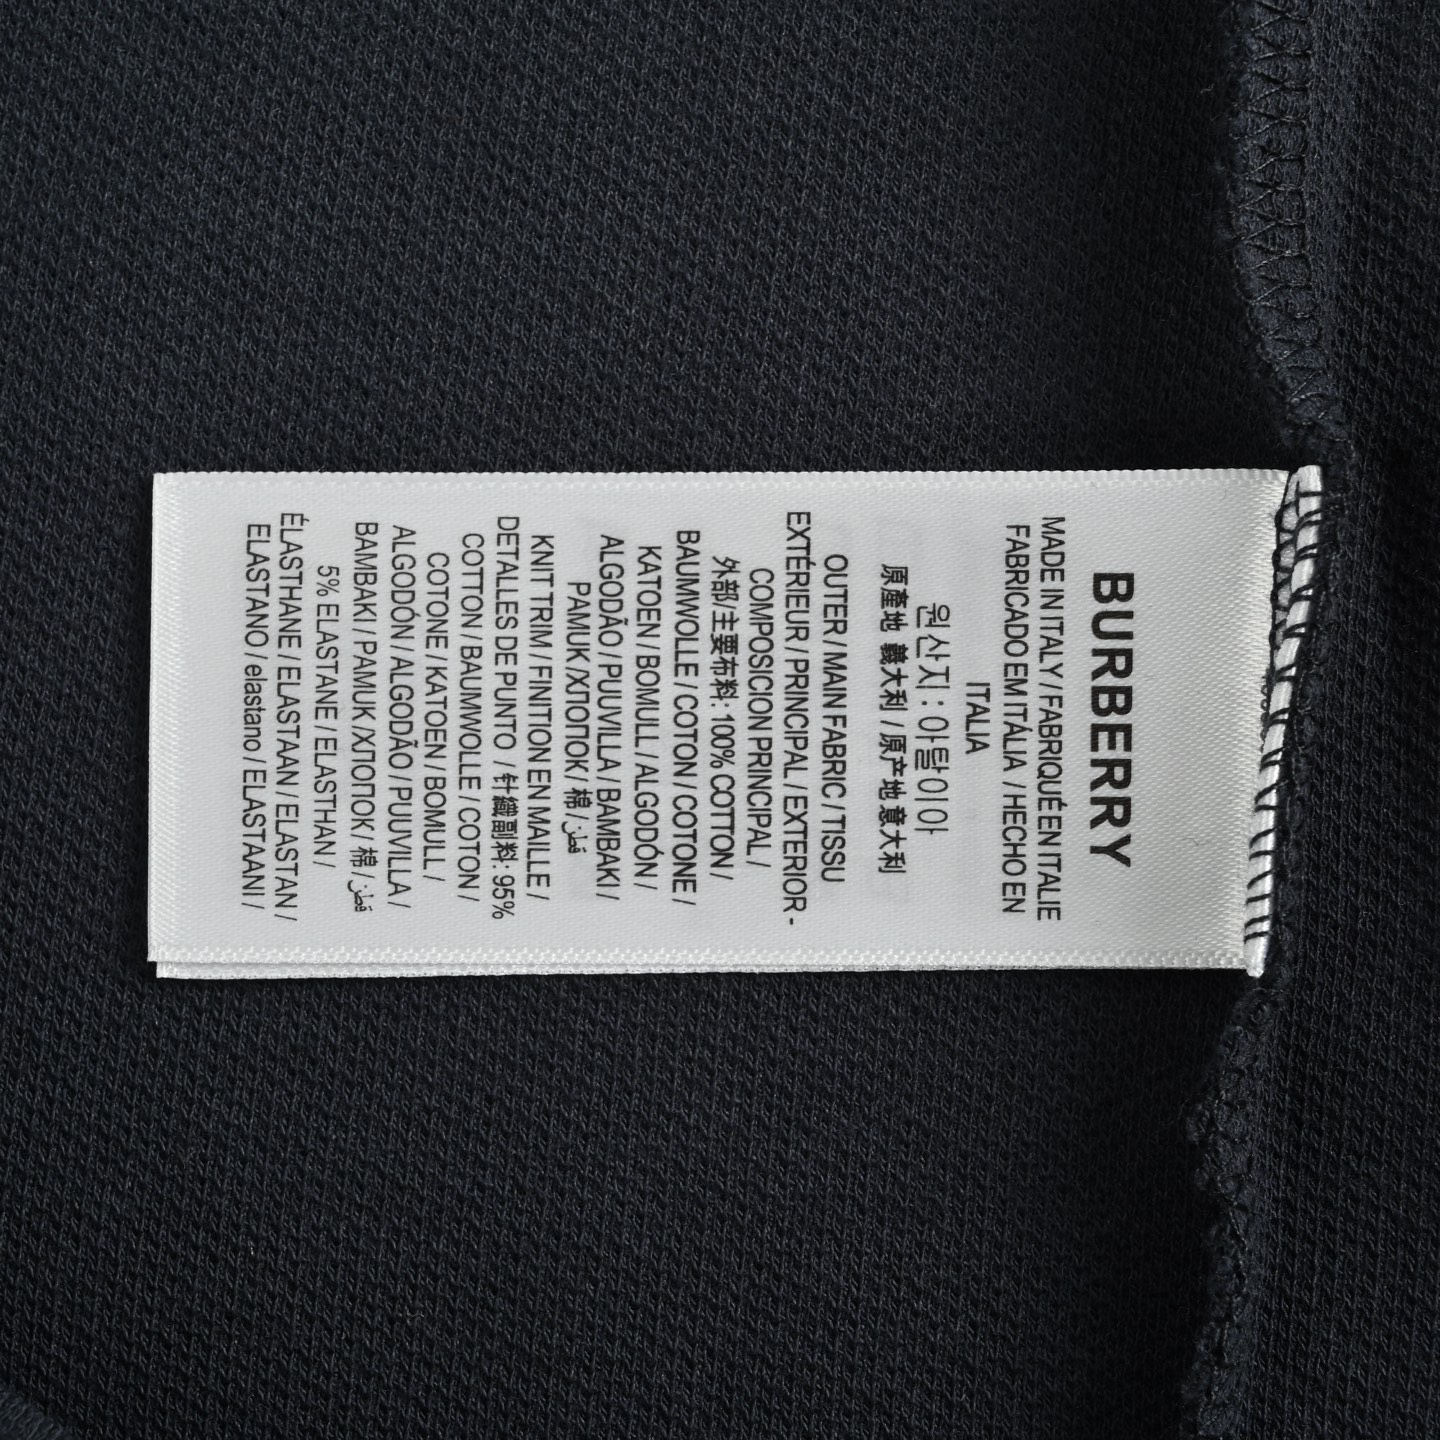 BURBERRY
MADE IN ITALY / FABRIQUÉ EN ITALIE
FABRICADO EM ITÁLIA / HECHO EN
ITALIA
원산지 : 이탈이아
原產地 義大利 / 原产地 意大利
OUTER / MAIN FABRIC / TISSU
EXTÉRIEUR / PRINCIPAL / EXTERIOR -
COMPOSICION PRINCIPAL /
外部/主要布料: 100% COTTON /
BAUMWOLLE / COTON / COTONE /
KATOEN / BOMULL / ALGODÓN /
ALGODÃO / PUUVILLA / BAMBAKI /
PAMUK / ХІТОПОК / 棉 / قطن
KNIT TRIM / FINITION EN MAILLE /
DETALLES DE PUNTO / 针織副料: 95%
COTTON / BAUMWOLLE / COTON /
COTONE / KATOEN / BOMULL /
ALGODÓN / ALGODÃO / PUUVILLA /
BAMBAKI / PAMUK / ХІТОПОК / 棉 / قطن
5% ELASTANE / ELASTHAN /
ÉLASTHANE / ELASTAAN / ELASTAN /
ELASTANO / elastano / ELASTAANI /